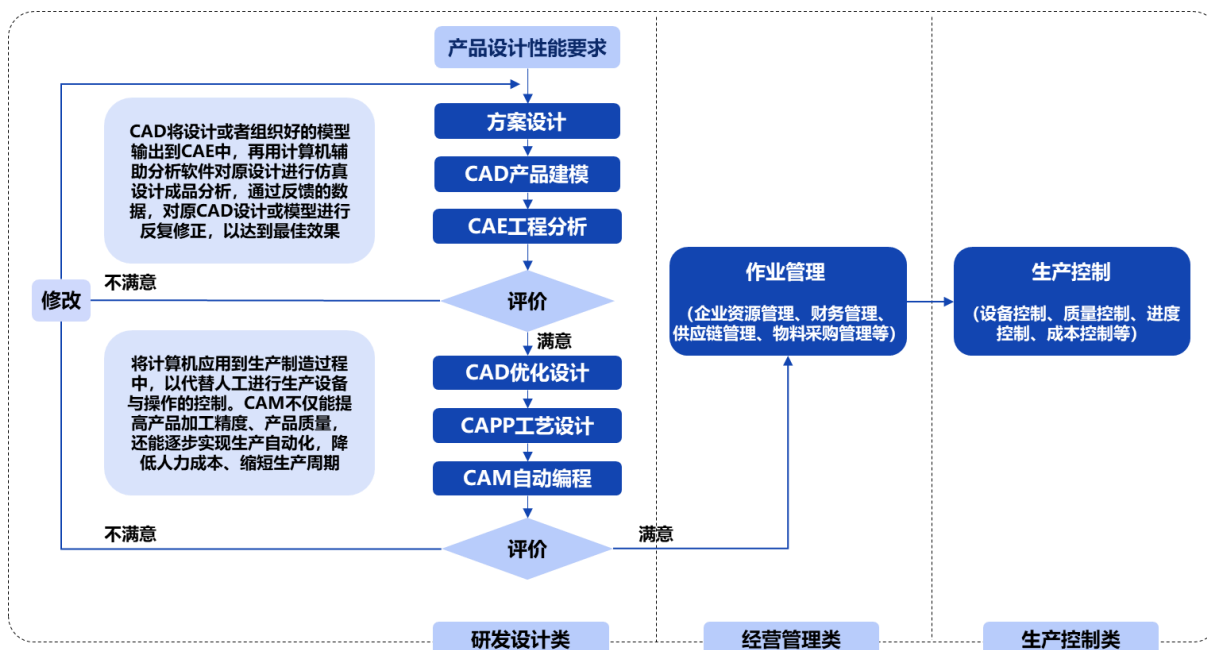 产品设计性能要求
方案设计
CAD产品建模
CAE工程分析
评价
不满意
满意
修改
CAD将设计或者组织好的模型
输出到CAE中，再用计算机辅
助分析软件对原设计进行仿真
设计成品分析，通过反馈的数
据，对原CAD设计或模型进行
反复修正，以达到最佳效果
CAD优化设计
CAPP工艺设计
CAM自动编程
评价
不满意
满意
将计算机应用到生产制造过程
中，以代替人工进行生产设备
与操作的控制。CAM不仅能提
高产品加工精度、产品质量，
还能逐步实现生产自动化，降
低人力成本、缩短生产周期
作业管理
（企业资源管理、财务管理、
供应链管理、物料采购管理等）
生产控制
（设备控制、质量控制、进度
控制、成本控制等）
研发设计类
经营管理类
生产控制类